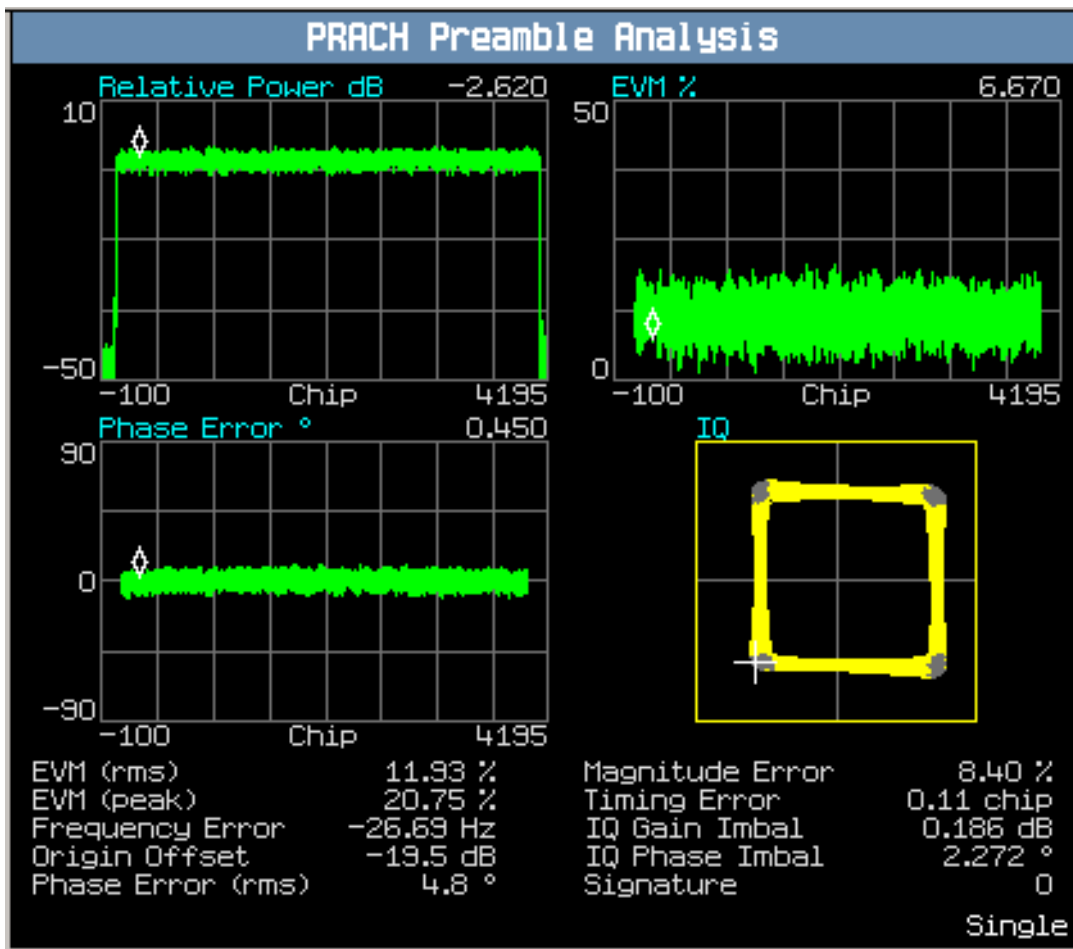 PRACH Preamble Analysis
Relative Power dB -2.620
10
-50
-100 Chip 4195
EVM % 6.670
50
0
-100 Chip 4195
Phase Error ° 0.450
90
0
-90
-100 Chip 4195
IQ
EVM (rms) 11.93 %
EVM (peak) 20.75 %
Frequency Error -26.69 Hz
Origin Offset -19.5 dB
Phase Error (rms) 4.8 °
Magnitude Error 8.40 %
Timing Error 0.11 chip
IQ Gain Imbal 0.186 dB
IQ Phase Imbal 2.272 °
Signature 0
Single